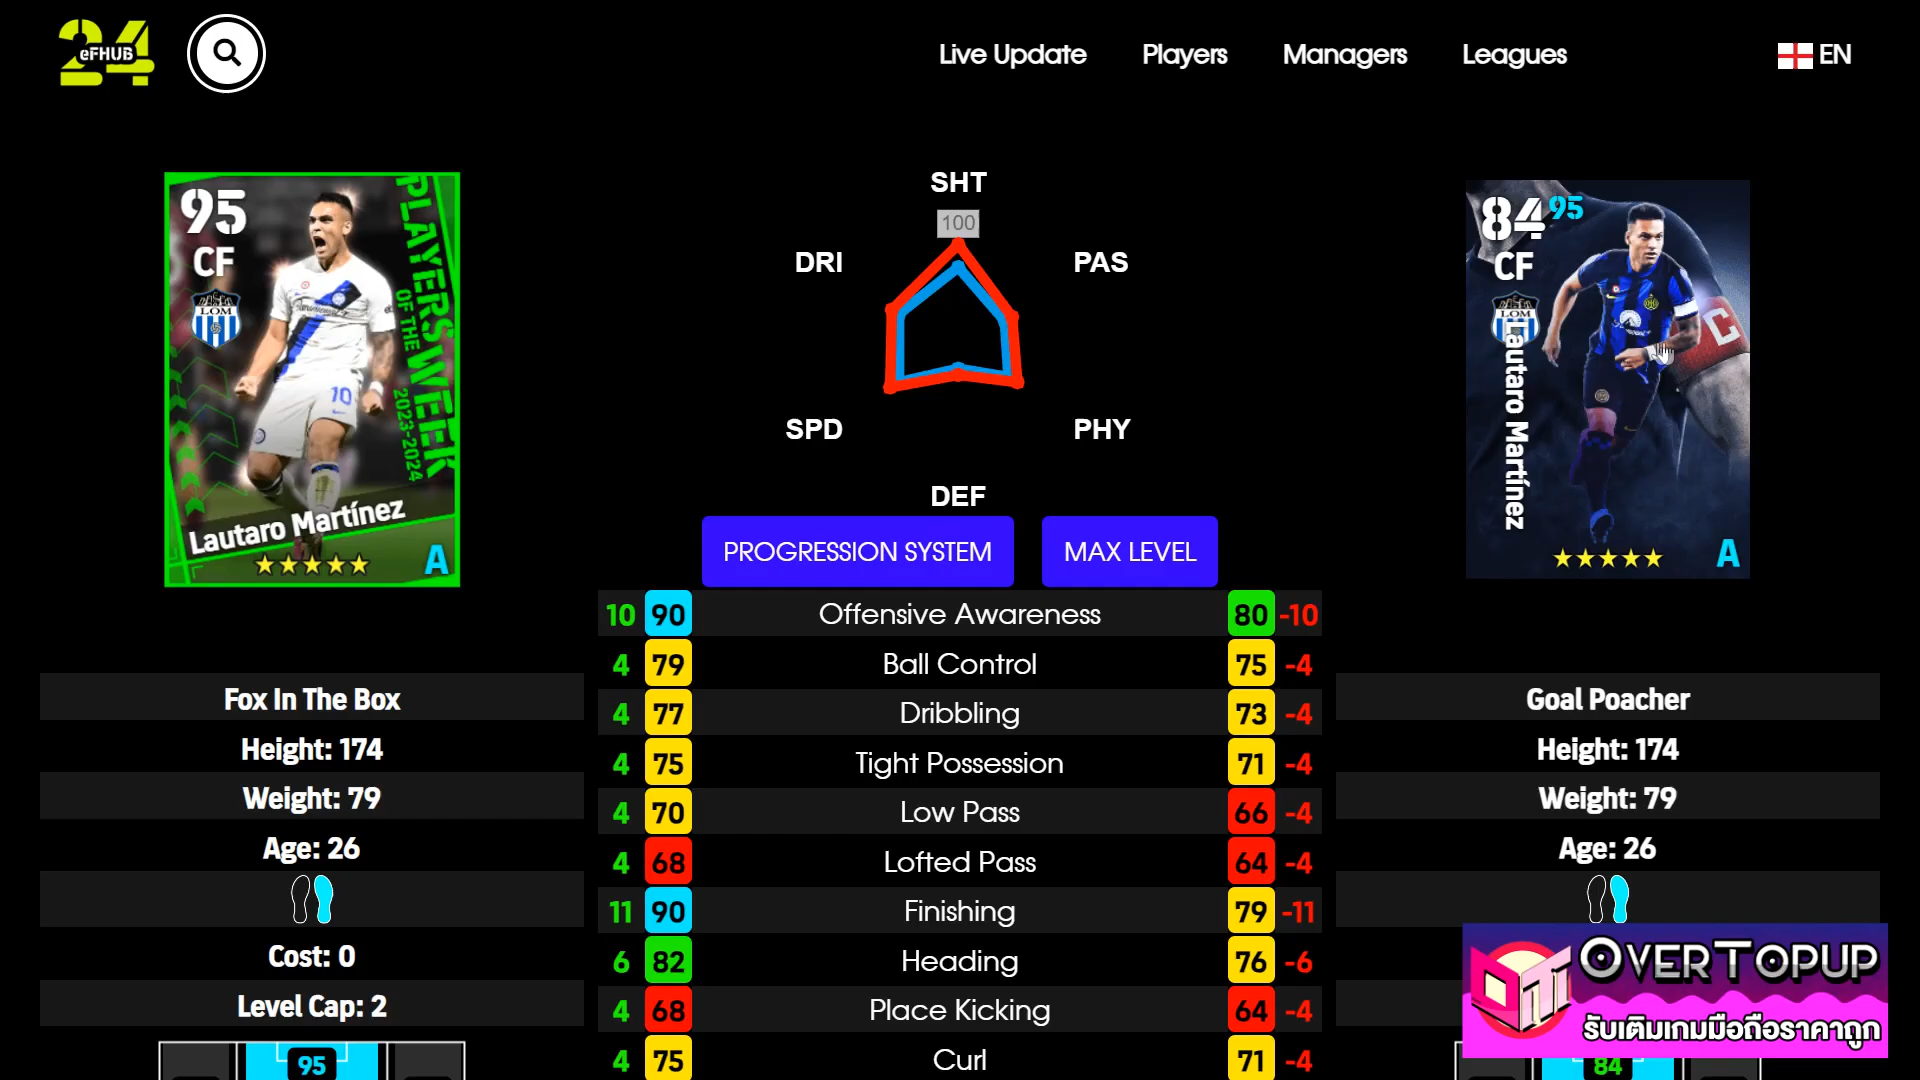 24
eFHUB
Live Update
Players
Managers
Leagues
EN
95
CF
LOM
PLAYERS
OF THE WEEK
2023-2024
10
Lautaro Martínez
A
SHT
100
DRI
PAS
SPD
PHY
DEF
84 95
CF
LOM
Lautaro Martínez
C
A
PROGRESSION SYSTEM
MAX LEVEL
10 90 Offensive Awareness 80 -10
4 79 Ball Control 75 -4
4 77 Dribbling 73 -4
4 75 Tight Possession 71 -4
4 70 Low Pass 66 -4
4 68 Lofted Pass 64 -4
11 90 Finishing 79 -11
6 82 Heading 76 -6
4 68 Place Kicking 64 -4
4 75 Curl 71 -4
Fox In The Box
Height: 174
Weight: 79
Age: 26
Cost: 0
Level Cap: 2
95
Goal Poacher
Height: 174
Weight: 79
Age: 26
84
OTU
OVERTOPUP
รับเติมเกมมือถือราคาถูก